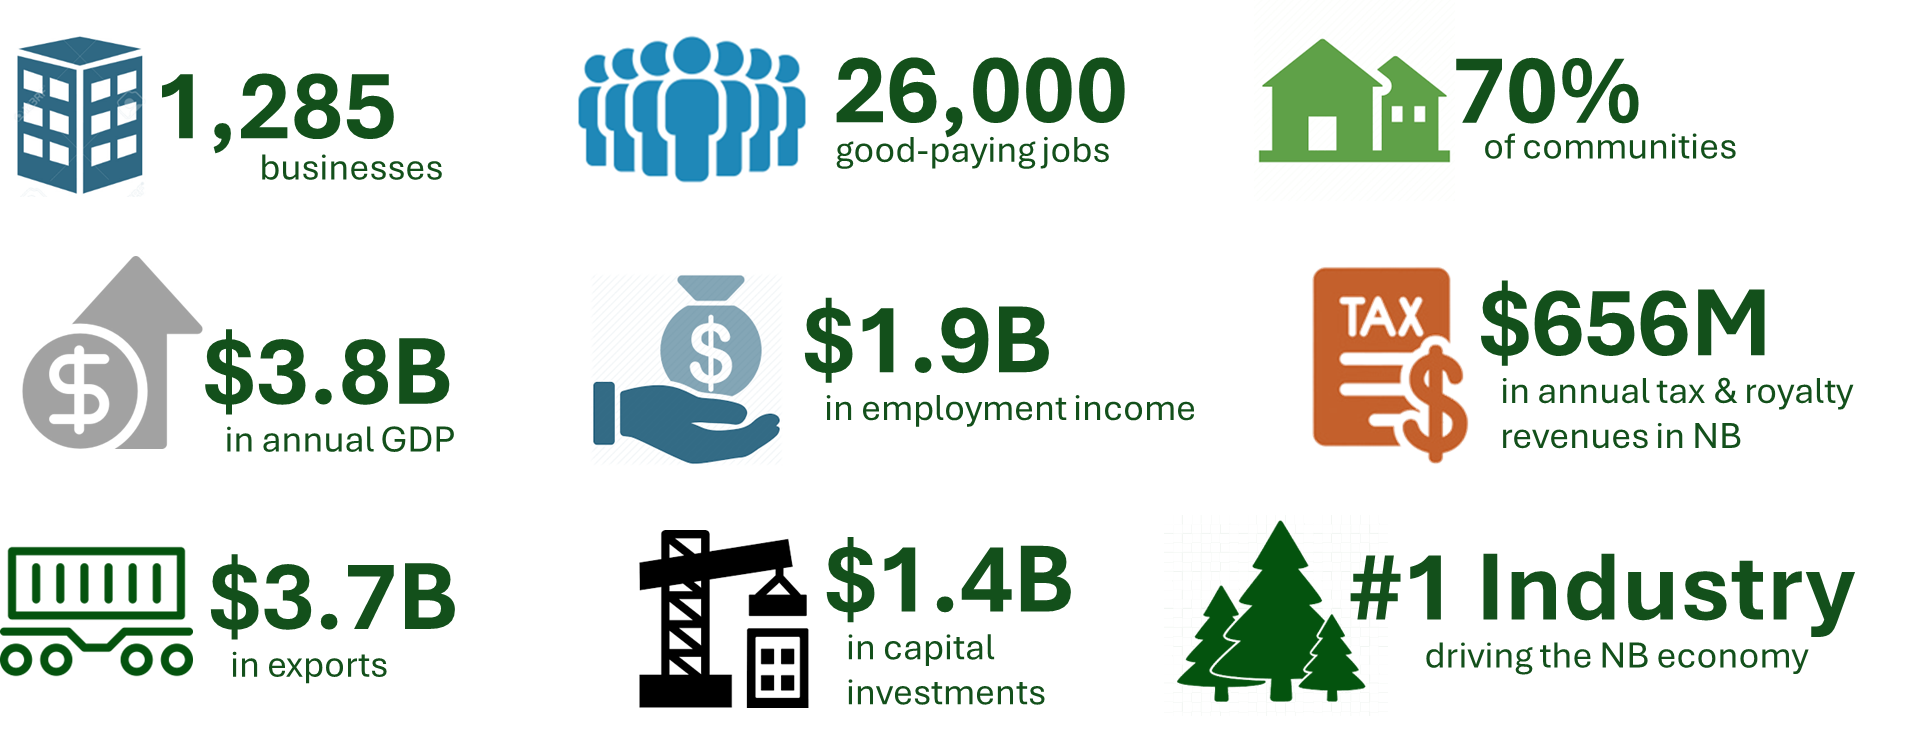 1,285
businesses
26,000
good-paying jobs
70%
of communities
$3.8B
in annual GDP
$1.9B
in employment income
TAX
$656M
in annual tax & royalty
revenues in NB
$3.7B
in exports
$1.4B
in capital
investments
#1 Industry
driving the NB economy